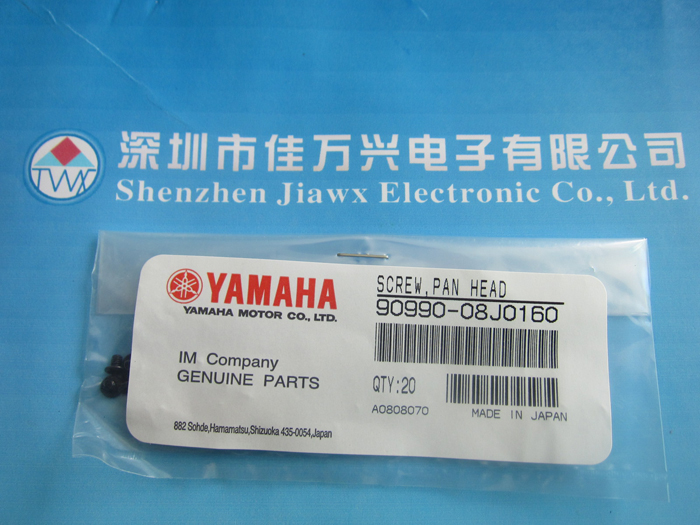 深圳市佳万兴电子有限公司
JWX
Shenzhen Jiawx Electronic Co., Ltd.
YAMAHA
YAMAHA MOTOR CO., LTD.
IM Company
GENUINE PARTS
882 Sohde,Hamamatsu,Shizuoka 435-0054,Japan
SCREW,PAN HEAD
90990-08J0160
QTY:20
A0808070
MADE IN JAPAN